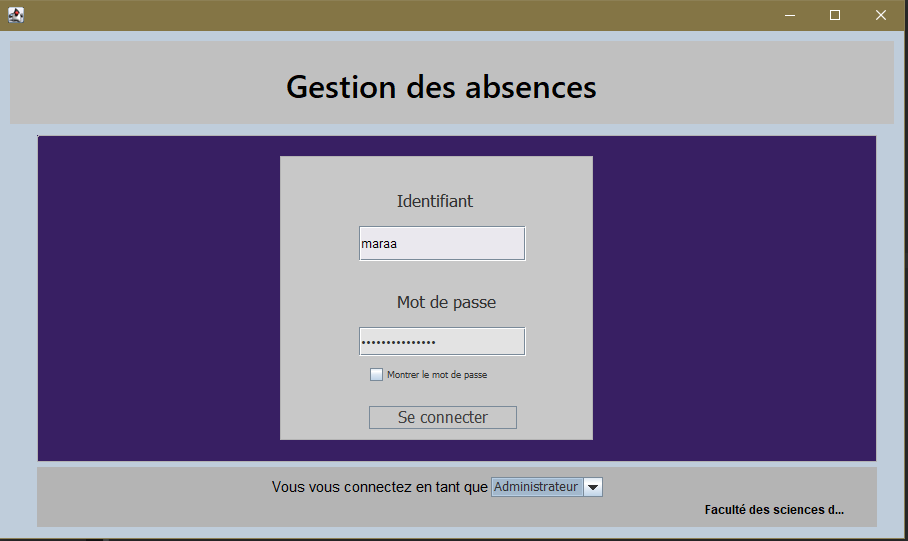 Gestion des absences
Identifiant
maraa
Mot de passe
•••••••••••••••
Montrer le mot de passe
Se connecter
Vous vous connectez en tant que Administrateur
Faculté des sciences d...